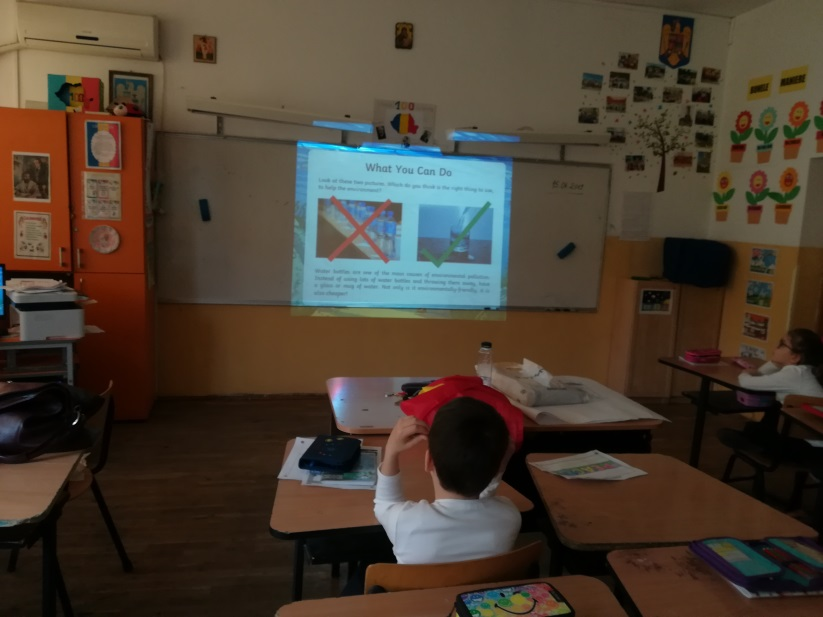 100
BUNELE
MANIERE
What You Can Do
Look at these two pictures. Which do you think is the right thing to use
to help the environment?
Water bottles are one of the main causes of environmental pollution.
Instead of using lots of water bottles and throwing them away, have
a glass or mug of water. Not only is it environmentally-friendly, it is
also cheaper!